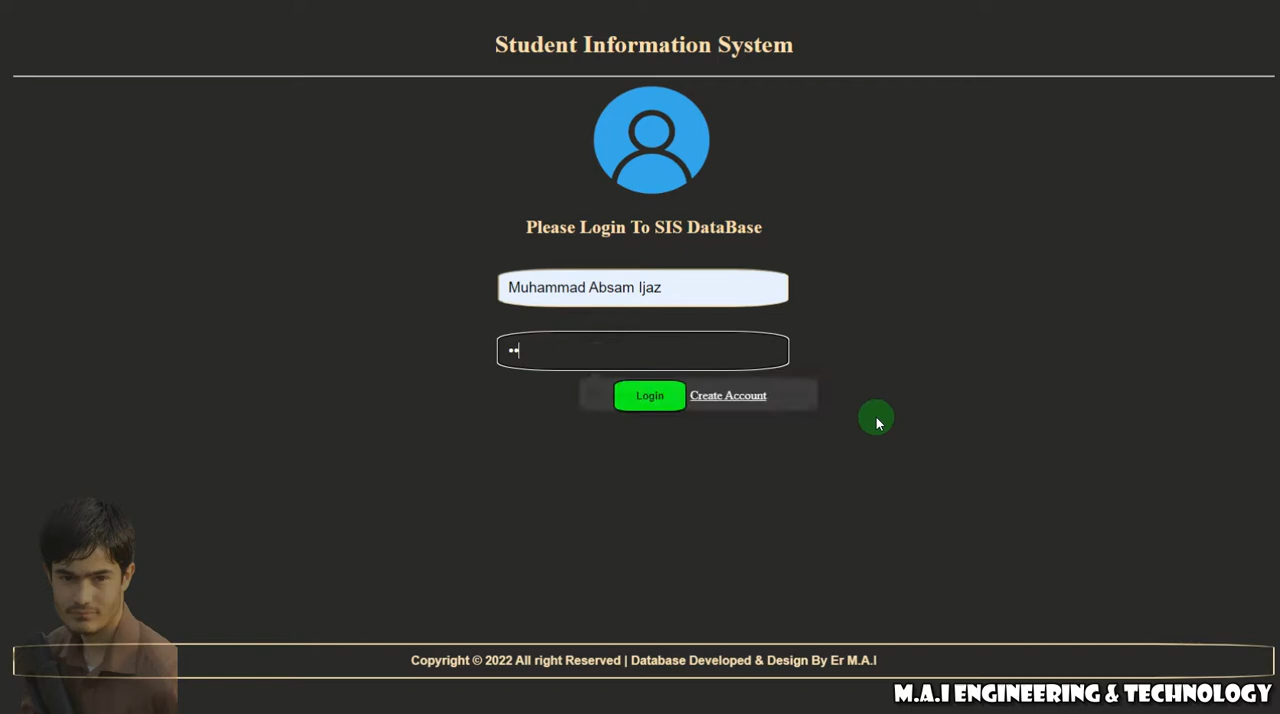 Student Information System
Please Login To SIS DataBase
Muhammad Absam Ijaz
••
Login Create Account
Copyright © 2022 All right Reserved | Database Developed & Design By Er M.A.I
M.A.I ENGINEERING & TECHNOLOGY